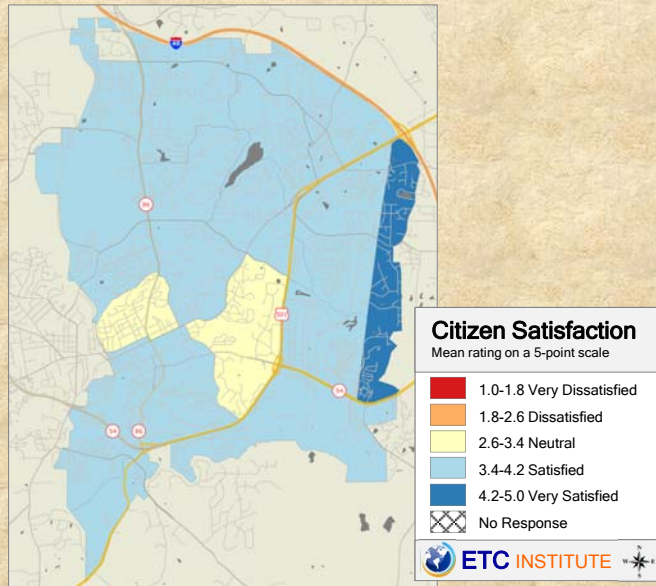 40
86
501
54
54
86
Citizen Satisfaction
Mean rating on a 5-point scale
1.0-1.8 Very Dissatisfied
1.8-2.6 Dissatisfied
2.6-3.4 Neutral
3.4-4.2 Satisfied
4.2-5.0 Very Satisfied
No Response
ETC INSTITUTE
N
W E
S